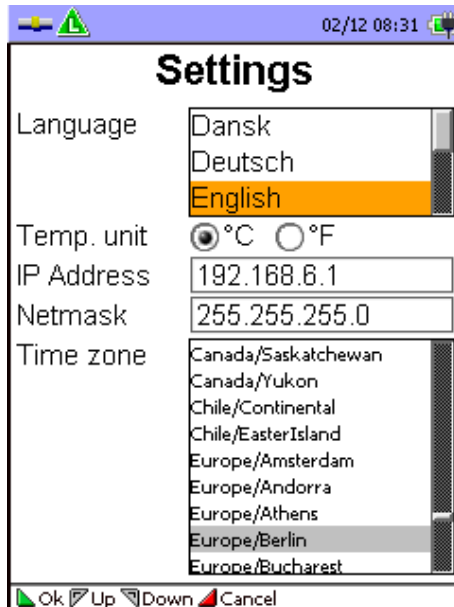 L 02/12 08:31
Settings
Language
Dansk
Deutsch
English
Temp. unit °C °F
IP Address 192.168.6.1
Netmask 255.255.255.0
Time zone
Canada/Saskatchewan
Canada/Yukon
Chile/Continental
Chile/EasterIsland
Europe/Amsterdam
Europe/Andorra
Europe/Athens
Europe/Berlin
Europe/Bucharest
Ok Up Down Cancel